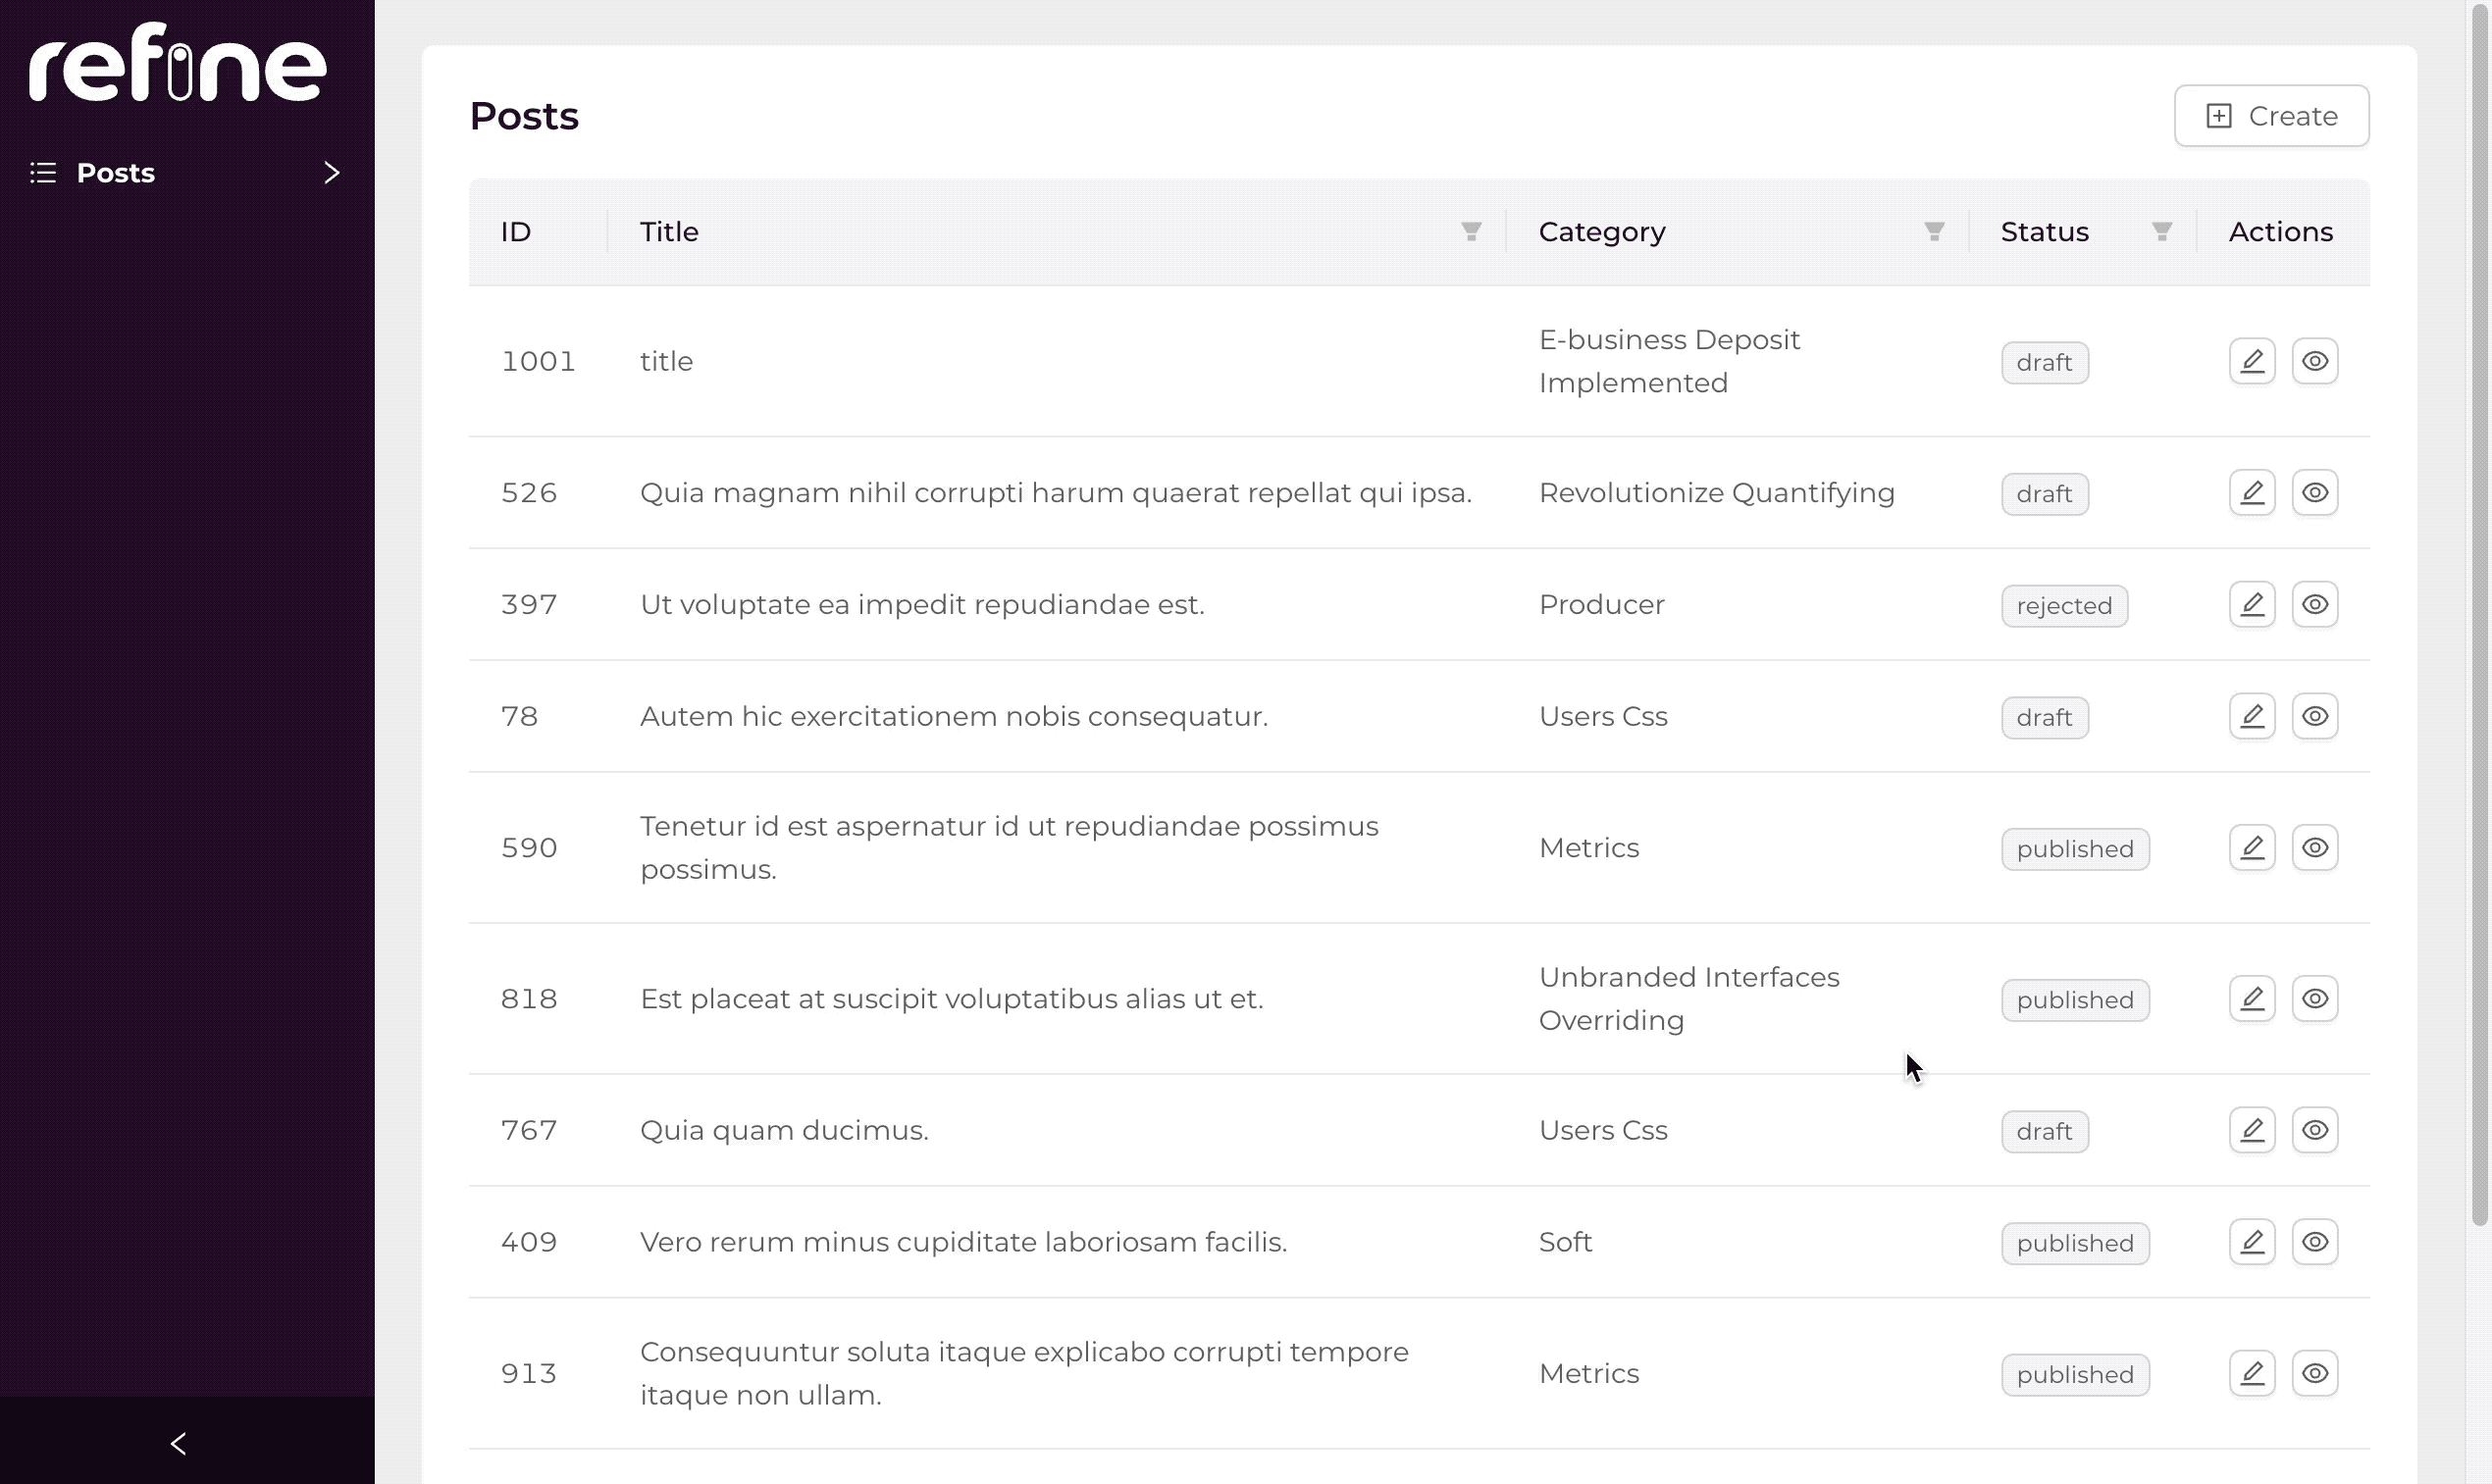 refine
Posts
Posts
Create
ID Title Category Status Actions
1001 title E-business Deposit Implemented draft
526 Quia magnam nihil corrupti harum quaerat repellat qui ipsa. Revolutionize Quantifying draft
397 Ut voluptate ea impedit repudiandae est. Producer rejected
78 Autem hic exercitationem nobis consequatur. Users Css draft
590 Tenetur id est aspernatur id ut repudiandae possimus
possimus. Metrics published
818 Est placeat at suscipit voluptatibus alias ut et. Unbranded Interfaces
Overriding published
767 Quia quam ducimus. Users Css draft
409 Vero rerum minus cupiditate laboriosam facilis. Soft published
913 Consequuntur soluta itaque explicabo corrupti tempore
itaque non ullam. Metrics published